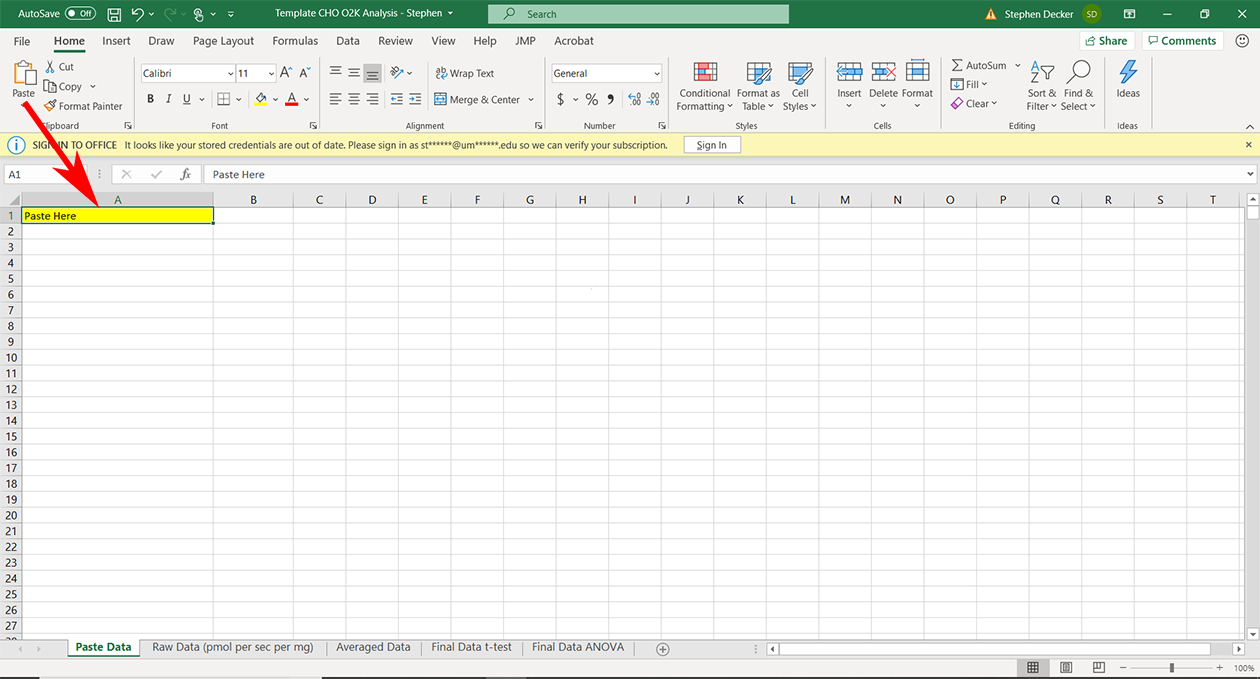 AutoSave Off Template CHO O2K Analysis - Stephen Search Stephen Decker SD
File Home Insert Draw Page Layout Formulas Data Review View Help JMP Acrobat Share Comments
Cut Calibri 11 Wrap Text General AutoSum
Paste Copy B I U A Merge & Center $ % Conditional Format as Cell Insert Delete Format Fill Sort & Find & Ideas
Format Painter Formatting Table Styles Clear Filter Select
Clipboard Font Alignment Number Styles Cells Editing Ideas
SIGN IN TO OFFICE It looks like your stored credentials are out of date. Please sign in as st******@um******.edu so we can verify your subscription. Sign In
A1 fx Paste Here
A B C D E F G H I J K L M N O P Q R S T
1 Paste Here
2
3
4
5
6
7
8
9
10
11
12
13
14
15
16
17
18
19
20
21
22
23
24
25
26
27
Paste Data Raw Data (pmol per sec per mg) Averaged Data Final Data t-test Final Data ANOVA
100%